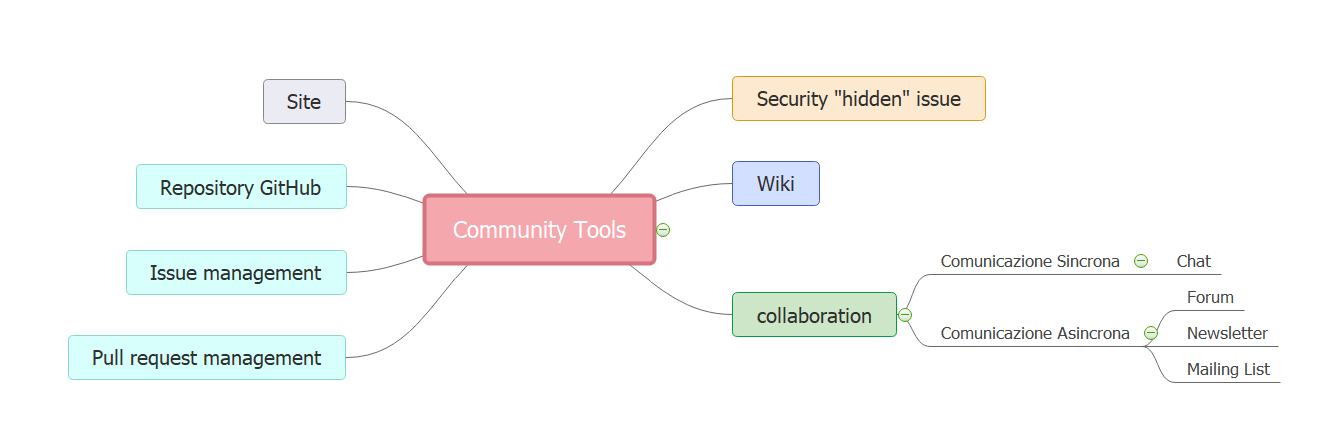 Site
Repository GitHub
Issue management
Pull request management
Community Tools
Security "hidden" issue
Wiki
collaboration
Comunicazione Sincrona
Chat
Comunicazione Asincrona
Forum
Newsletter
Mailing List